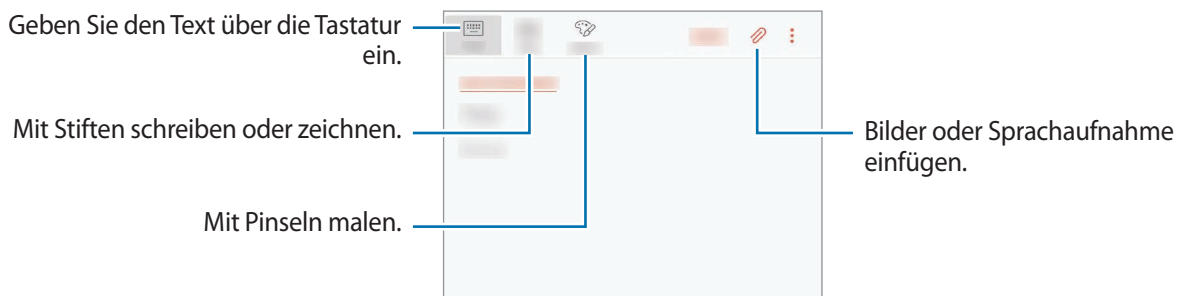 Geben Sie den Text über die Tastatur
ein.
Mit Stiften schreiben oder zeichnen.
Mit Pinseln malen.
Bilder oder Sprachaufnahme
einfügen.